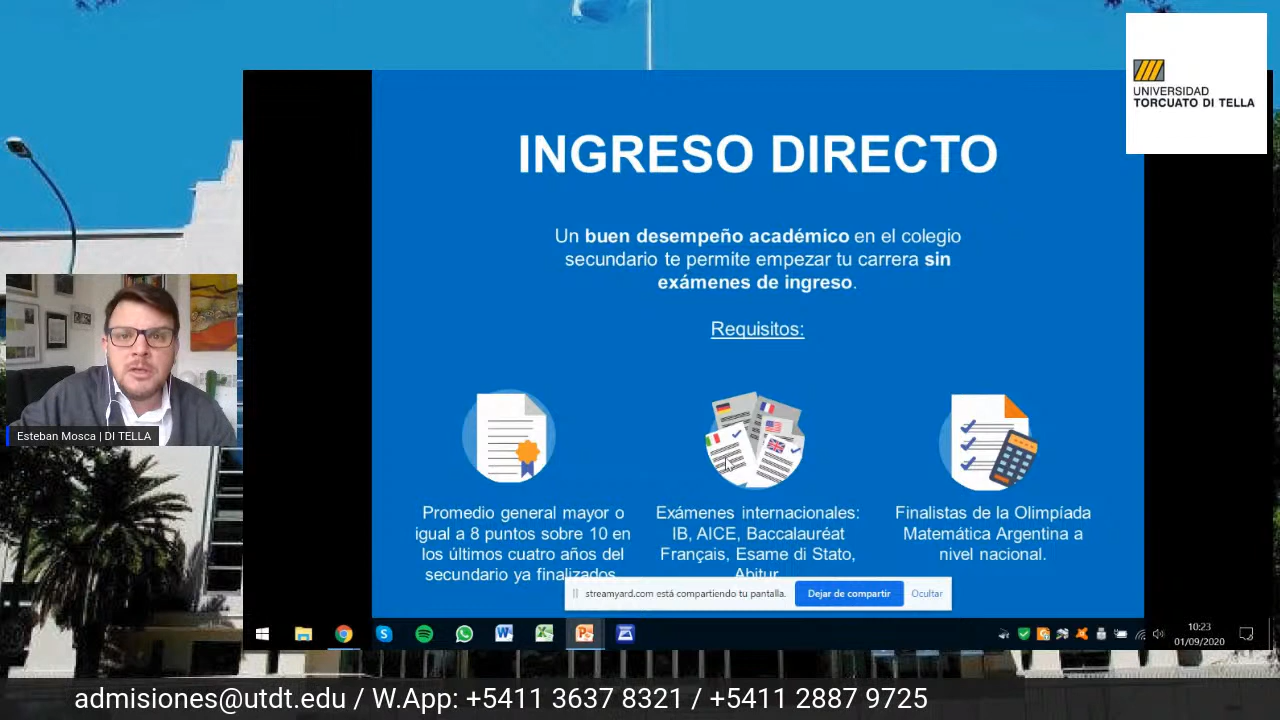 UNIVERSIDAD
TORCUATO DI TELLA
INGRESO DIRECTO
Un buen desempeño académico en el colegio
secundario te permite empezar tu carrera sin
exámenes de ingreso.
Requisitos:
Promedio general mayor o
igual a 8 puntos sobre 10 en
los últimos cuatro años del
secundario ya finalizados
Exámenes internacionales:
IB, AICE, Baccalauréat
Français, Esame di Stato,
Abitur
Finalistas de la Olimpíada
Matemática Argentina a
nivel nacional.
Esteban Mosca | DI TELLA
streamyard.com está compartiendo tu pantalla.
Dejar de compartir
Ocultar
10:23
01/09/2020
admisiones@utdt.edu / W.App: +5411 3637 8321 / +5411 2887 9725